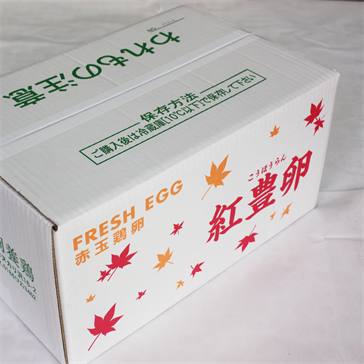 われもの注意
保存方法
ご購入後は冷蔵庫[10℃以下]で保存して下さい
FRESH EGG
赤玉鶏卵
こうほうらん
紅豊卵
養鶏